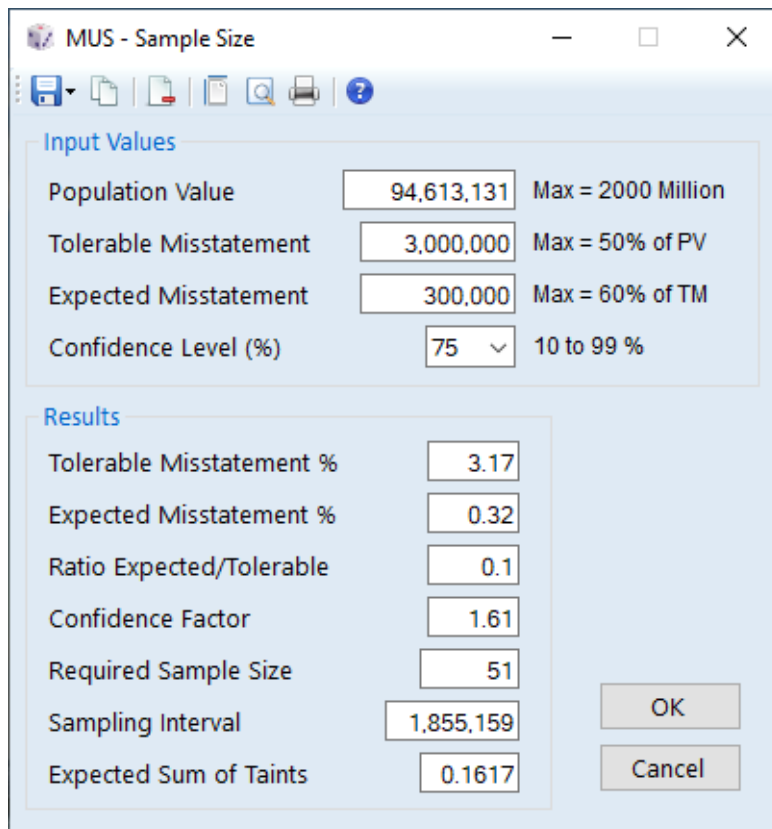 MUS - Sample Size
Input Values
Population Value 94,613,131 Max = 2000 Million
Tolerable Misstatement 3,000,000 Max = 50% of PV
Expected Misstatement 300,000 Max = 60% of TM
Confidence Level (%) 75 10 to 99 %
Results
Tolerable Misstatement % 3.17
Expected Misstatement % 0.32
Ratio Expected/Tolerable 0.1
Confidence Factor 1.61
Required Sample Size 51
Sampling Interval 1,855,159
OK
Expected Sum of Taints 0.1617
Cancel